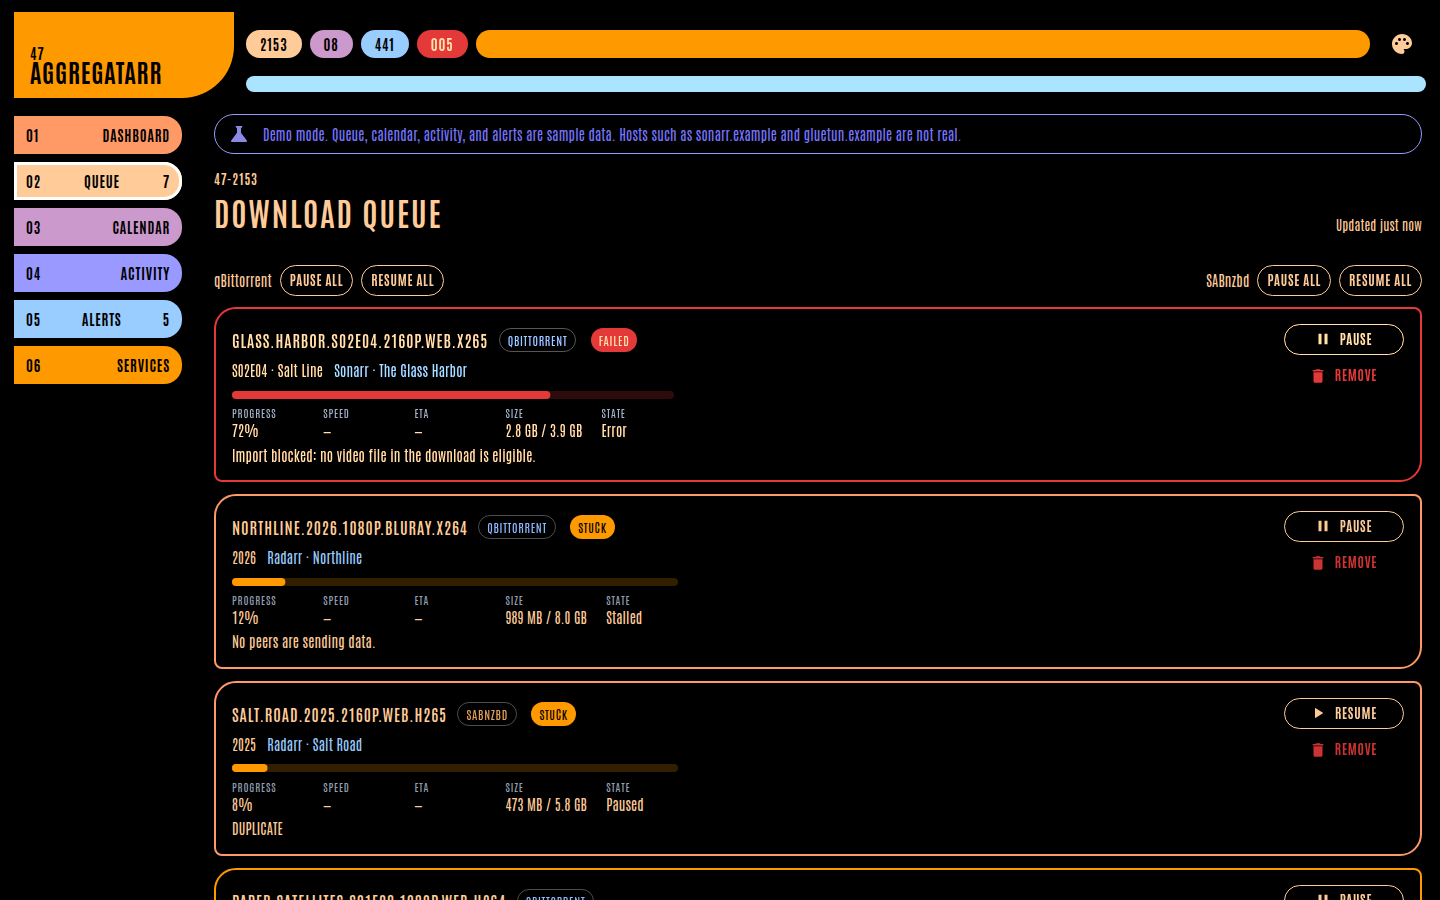 47
AGGREGATARR
2153 08 441 005
Demo mode. Queue, calendar, activity, and alerts are sample data. Hosts such as sonarr.example and gluetun.example are not real.
01 DASHBOARD
02 QUEUE 7
03 CALENDAR
04 ACTIVITY
05 ALERTS 5
06 SERVICES
47-2153
DOWNLOAD QUEUE
Updated just now
qBittorrent PAUSE ALL RESUME ALL
SABnzbd PAUSE ALL RESUME ALL
GLASS.HARBOR.S02E04.2160P.WEB.X265 QBITTORRENT FAILED
S02E04 · Salt Line Sonarr · The Glass Harbor
PROGRESS SPEED ETA SIZE STATE
72% — — 2.8 GB / 3.9 GB Error
Import blocked: no video file in the download is eligible.
PAUSE
REMOVE
NORTHLINE.2026.1080P.BLURAY.X264 QBITTORRENT STUCK
2026 Radarr · Northline
PROGRESS SPEED ETA SIZE STATE
12% — — 989 MB / 8.0 GB Stalled
No peers are sending data.
PAUSE
REMOVE
SALT.ROAD.2025.2160P.WEB.H265 SABNZBD STUCK
2025 Radarr · Salt Road
PROGRESS SPEED ETA SIZE STATE
8% — — 473 MB / 5.8 GB Paused
DUPLICATE
RESUME
REMOVE
QBITTORRENT
PAUSE